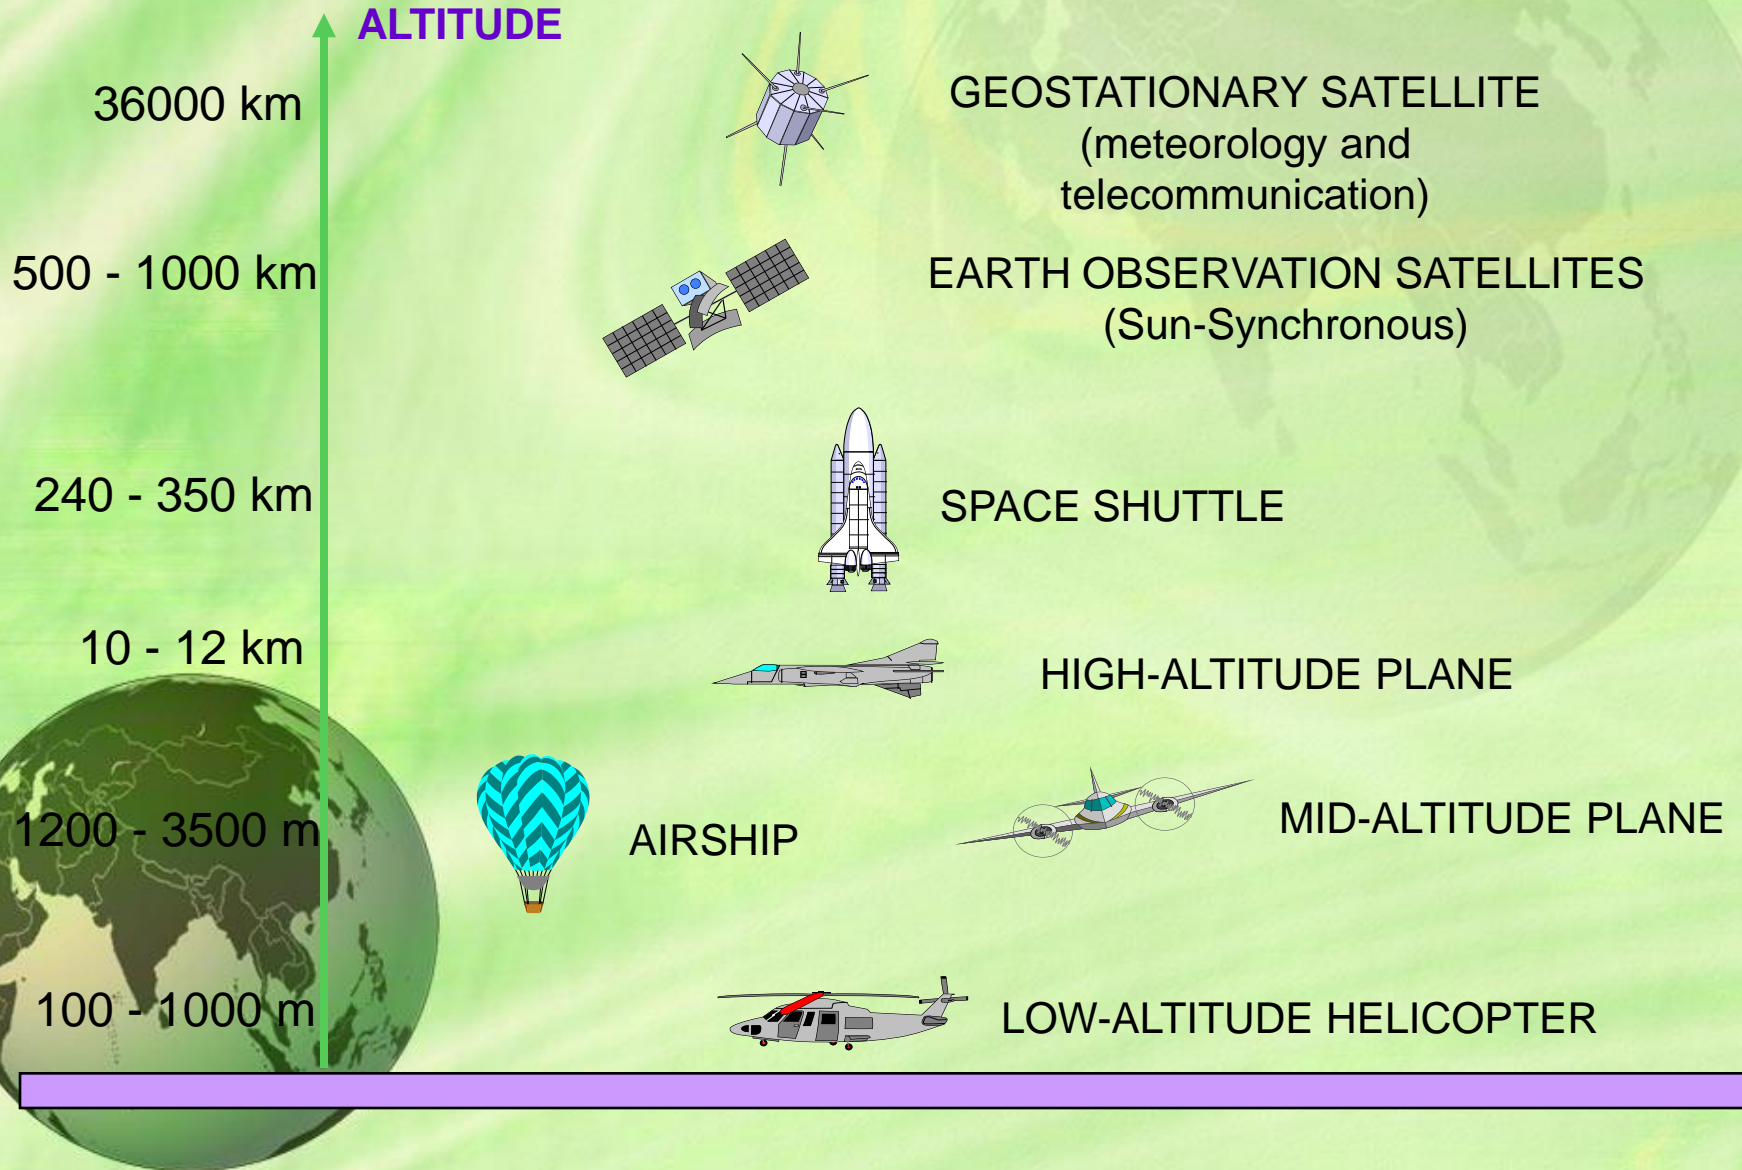 ALTITUDE
36000 km
GEOSTATIONARY SATELLITE
(meteorology and
telecommunication)
500 - 1000 km
EARTH OBSERVATION SATELLITES
(Sun-Synchronous)
240 - 350 km
SPACE SHUTTLE
10 - 12 km
HIGH-ALTITUDE PLANE
1200 - 3500 m
AIRSHIP
MID-ALTITUDE PLANE
100 - 1000 m
LOW-ALTITUDE HELICOPTER